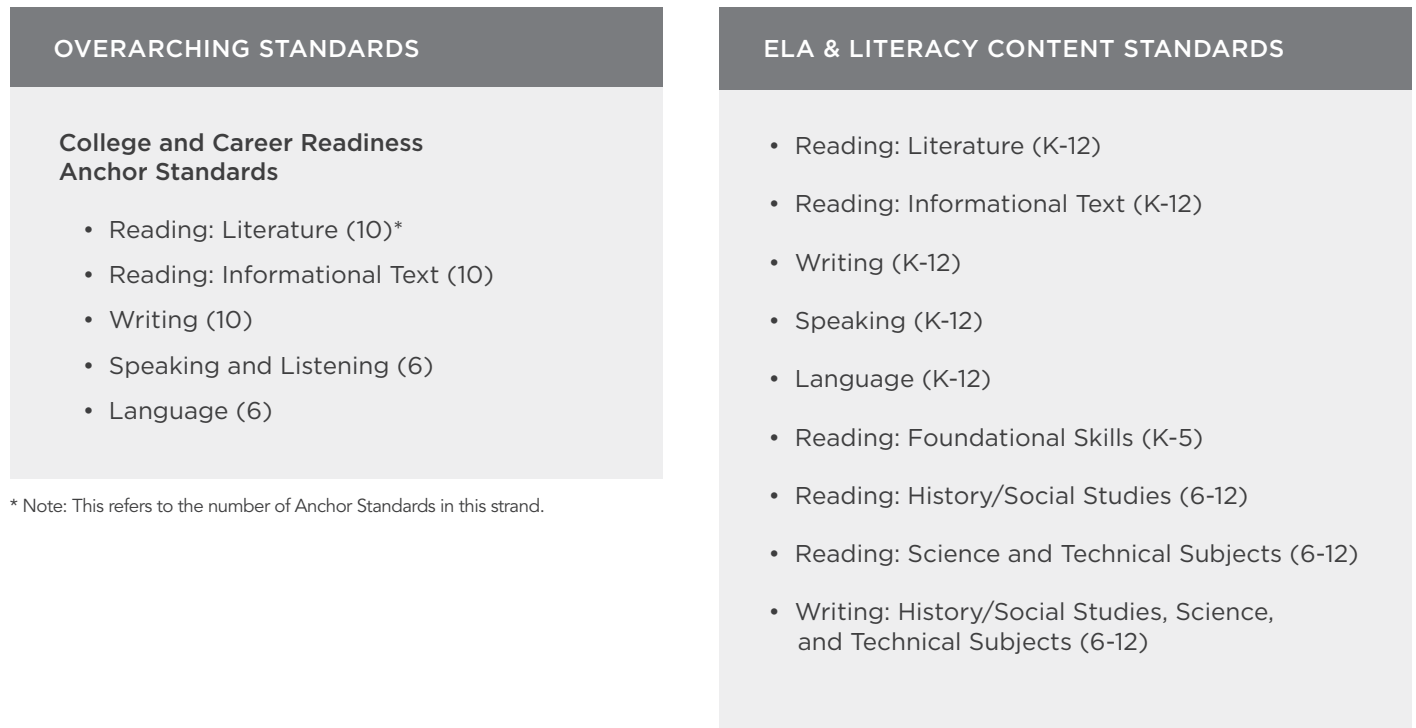 OVERARCHING STANDARDS
College and Career Readiness
Anchor Standards
• Reading: Literature (10)*
• Reading: Informational Text (10)
• Writing (10)
• Speaking and Listening (6)
• Language (6)
* Note: This refers to the number of Anchor Standards in this strand.
ELA & LITERACY CONTENT STANDARDS
• Reading: Literature (K-12)
• Reading: Informational Text (K-12)
• Writing (K-12)
• Speaking (K-12)
• Language (K-12)
• Reading: Foundational Skills (K-5)
• Reading: History/Social Studies (6-12)
• Reading: Science and Technical Subjects (6-12)
• Writing: History/Social Studies, Science,
and Technical Subjects (6-12)